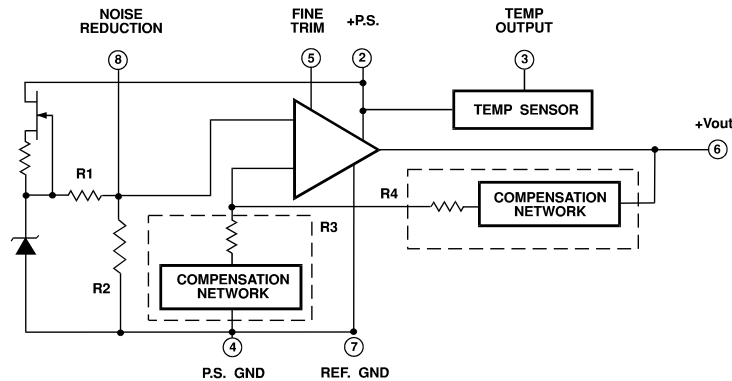 NOISE
REDUCTION
FINE
TRIM
+P.S.
TEMP
OUTPUT
8
5
2
3
TEMP SENSOR
+Vout
6
R1
R4
COMPENSATION
NETWORK
R3
R2
COMPENSATION
NETWORK
4
7
P.S. GND
REF. GND